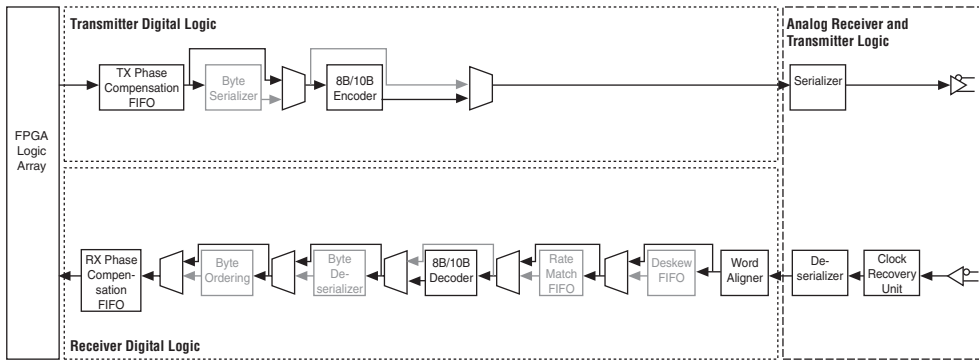 Transmitter Digital Logic
Analog Receiver and
Transmitter Logic
TX Phase
Compensation
FIFO
Byte
Serializer
8B/10B
Encoder
Serializer
FPGA
Logic
Array
RX Phase
Compen-
sation
FIFO
Byte
Ordering
Byte
De-
serializer
8B/10B
Decoder
Rate
Match
FIFO
Deskew
FIFO
Word
Aligner
De-
serializer
Clock
Recovery
Unit
Receiver Digital Logic